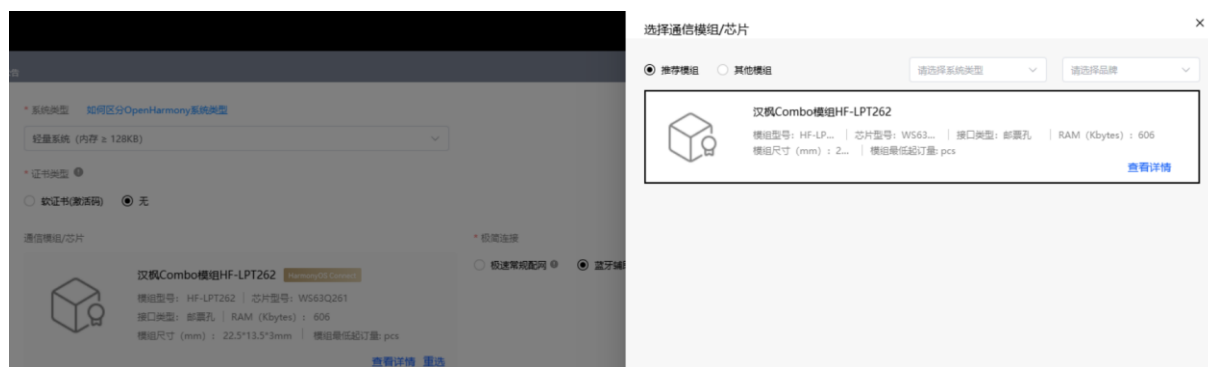 * 系统类型 如何区分OpenHarmony系统类型
轻量系统 (内存 ≥ 128KB)
* 证书类型
软证书(激活码) 无
通信模组/芯片
汉枫Combo模组HF-LPT262 HarmonyOS Connect
模组型号: HF-LPT262 | 芯片型号: WS63Q261
接口类型: 邮票孔 | RAM (Kbytes) : 606
模组尺寸 (mm) : 22.5*13.5*3mm | 模组最低起订量: pcs
查看详情 重选
* 极简连接
极速常规配网 蓝牙辅
选择通信模组/芯片
推荐模组 其他模组 请选择系统类型 请选择品牌
汉枫Combo模组HF-LPT262
模组型号: HF-LP... | 芯片型号: WS63... | 接口类型: 邮票孔 | RAM (Kbytes) : 606
模组尺寸 (mm) : 2... | 模组最低起订量: pcs
查看详情